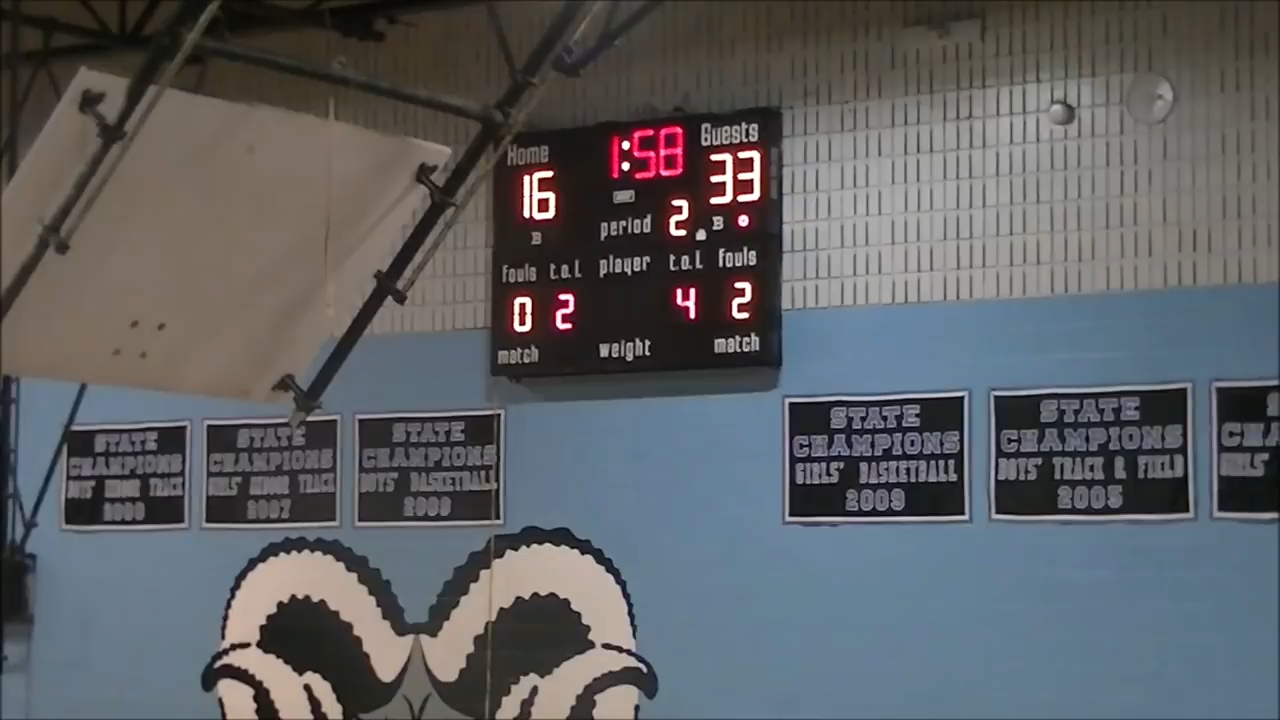 Home 1:58 Guests
16 33
B period 2 B
Fouls t.o.l player t.o.l Fouls
0 2 4 2
match weight match
STATE
CHAMPIONS
BOYS' INDOOR TRACK
STATE
CHAMPIONS
GIRLS' INDOOR TRACK
2007
STATE
CHAMPIONS
BOYS' BASKETBALL
STATE
CHAMPIONS
GIRLS' BASKETBALL
2009
STATE
CHAMPIONS
BOYS' TRACK & FIELD
2005
GIRLS'